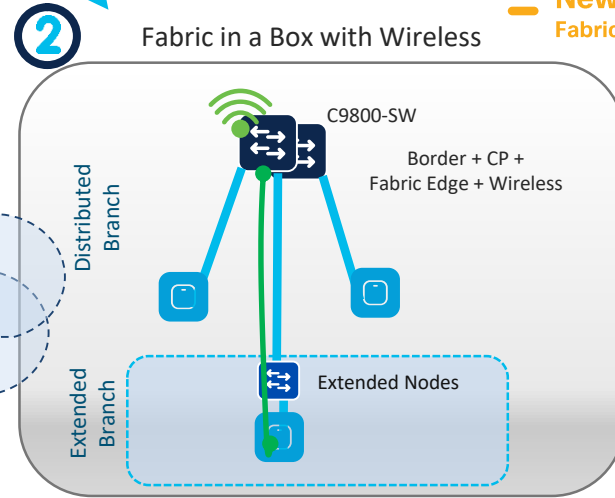 2
Fabric in a Box with Wireless
New
Fabric
C9800-SW
Border + CP +
Fabric Edge + Wireless
Distributed
Branch
Extended Nodes
Extended
Branch